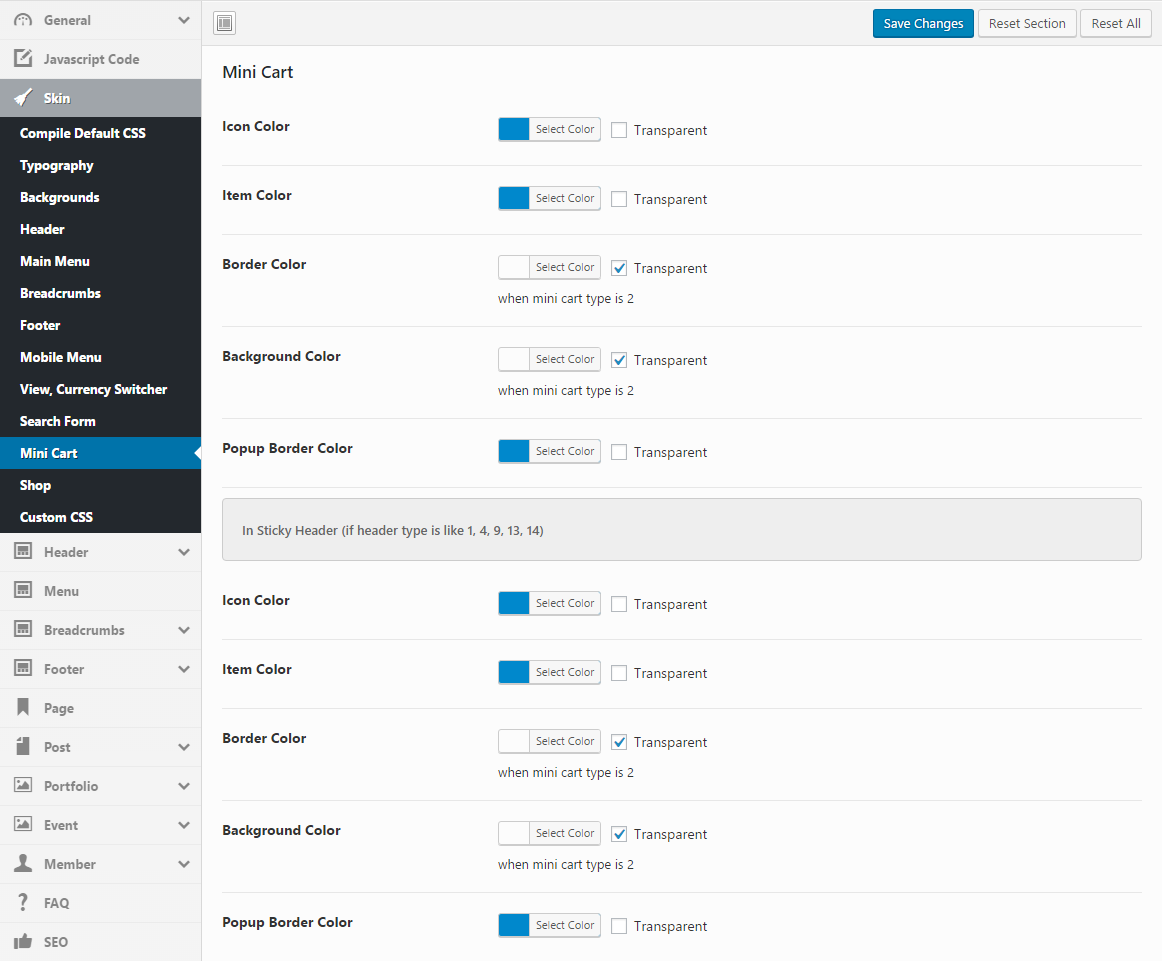 General
Javascript Code
Skin
Compile Default CSS
Typography
Backgrounds
Header
Main Menu
Breadcrumbs
Footer
Mobile Menu
View, Currency Switcher
Search Form
Mini Cart
Shop
Custom CSS
Header
Menu
Breadcrumbs
Footer
Page
Post
Portfolio
Event
Member
FAQ
SEO
Save Changes Reset Section Reset All
Mini Cart
Icon Color Select Color Transparent
Item Color Select Color Transparent
Border Color Select Color Transparent
when mini cart type is 2
Background Color Select Color Transparent
when mini cart type is 2
Popup Border Color Select Color Transparent
In Sticky Header (if header type is like 1, 4, 9, 13, 14)
Icon Color Select Color Transparent
Item Color Select Color Transparent
Border Color Select Color Transparent
when mini cart type is 2
Background Color Select Color Transparent
when mini cart type is 2
Popup Border Color Select Color Transparent